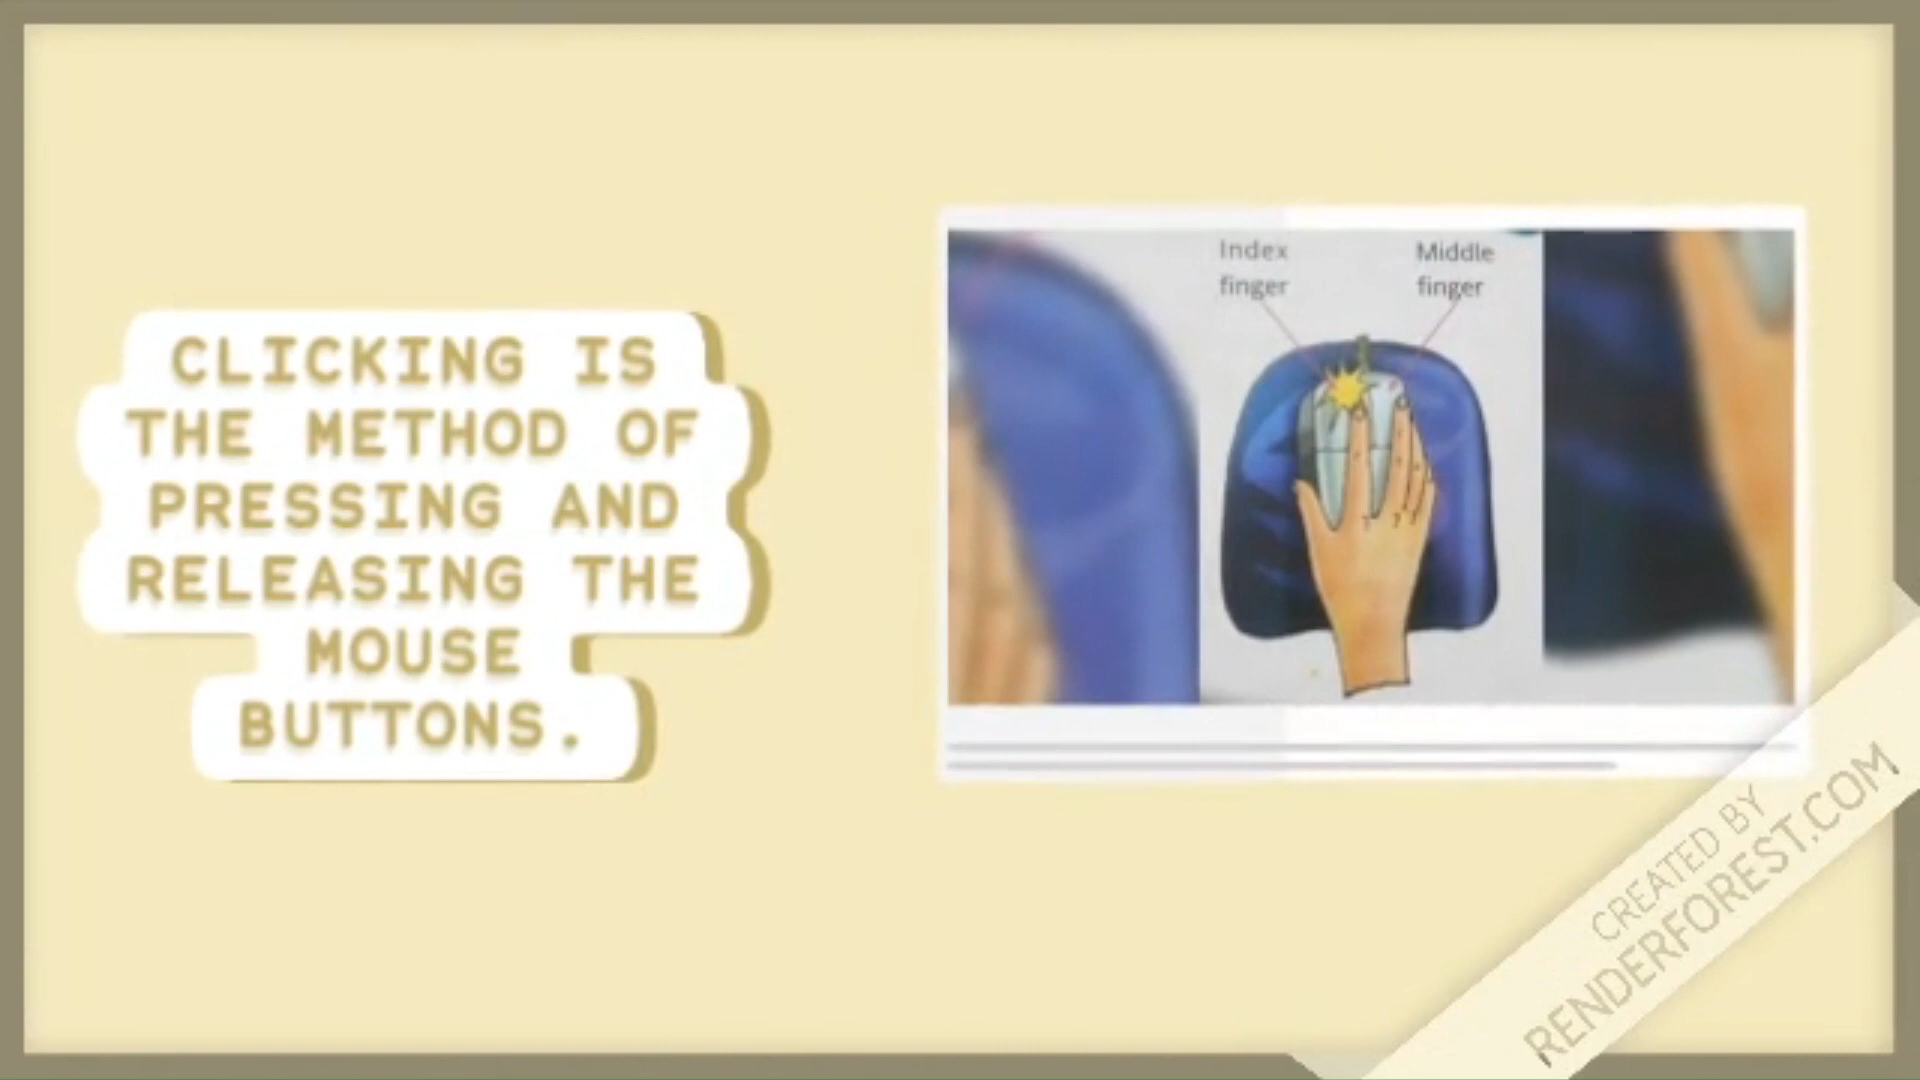 CLICKING IS
THE METHOD OF
PRESSING AND
RELEASING THE
MOUSE
BUTTONS.
Index
finger
Middle
finger
CREATED BY
RENDERFOREST.COM